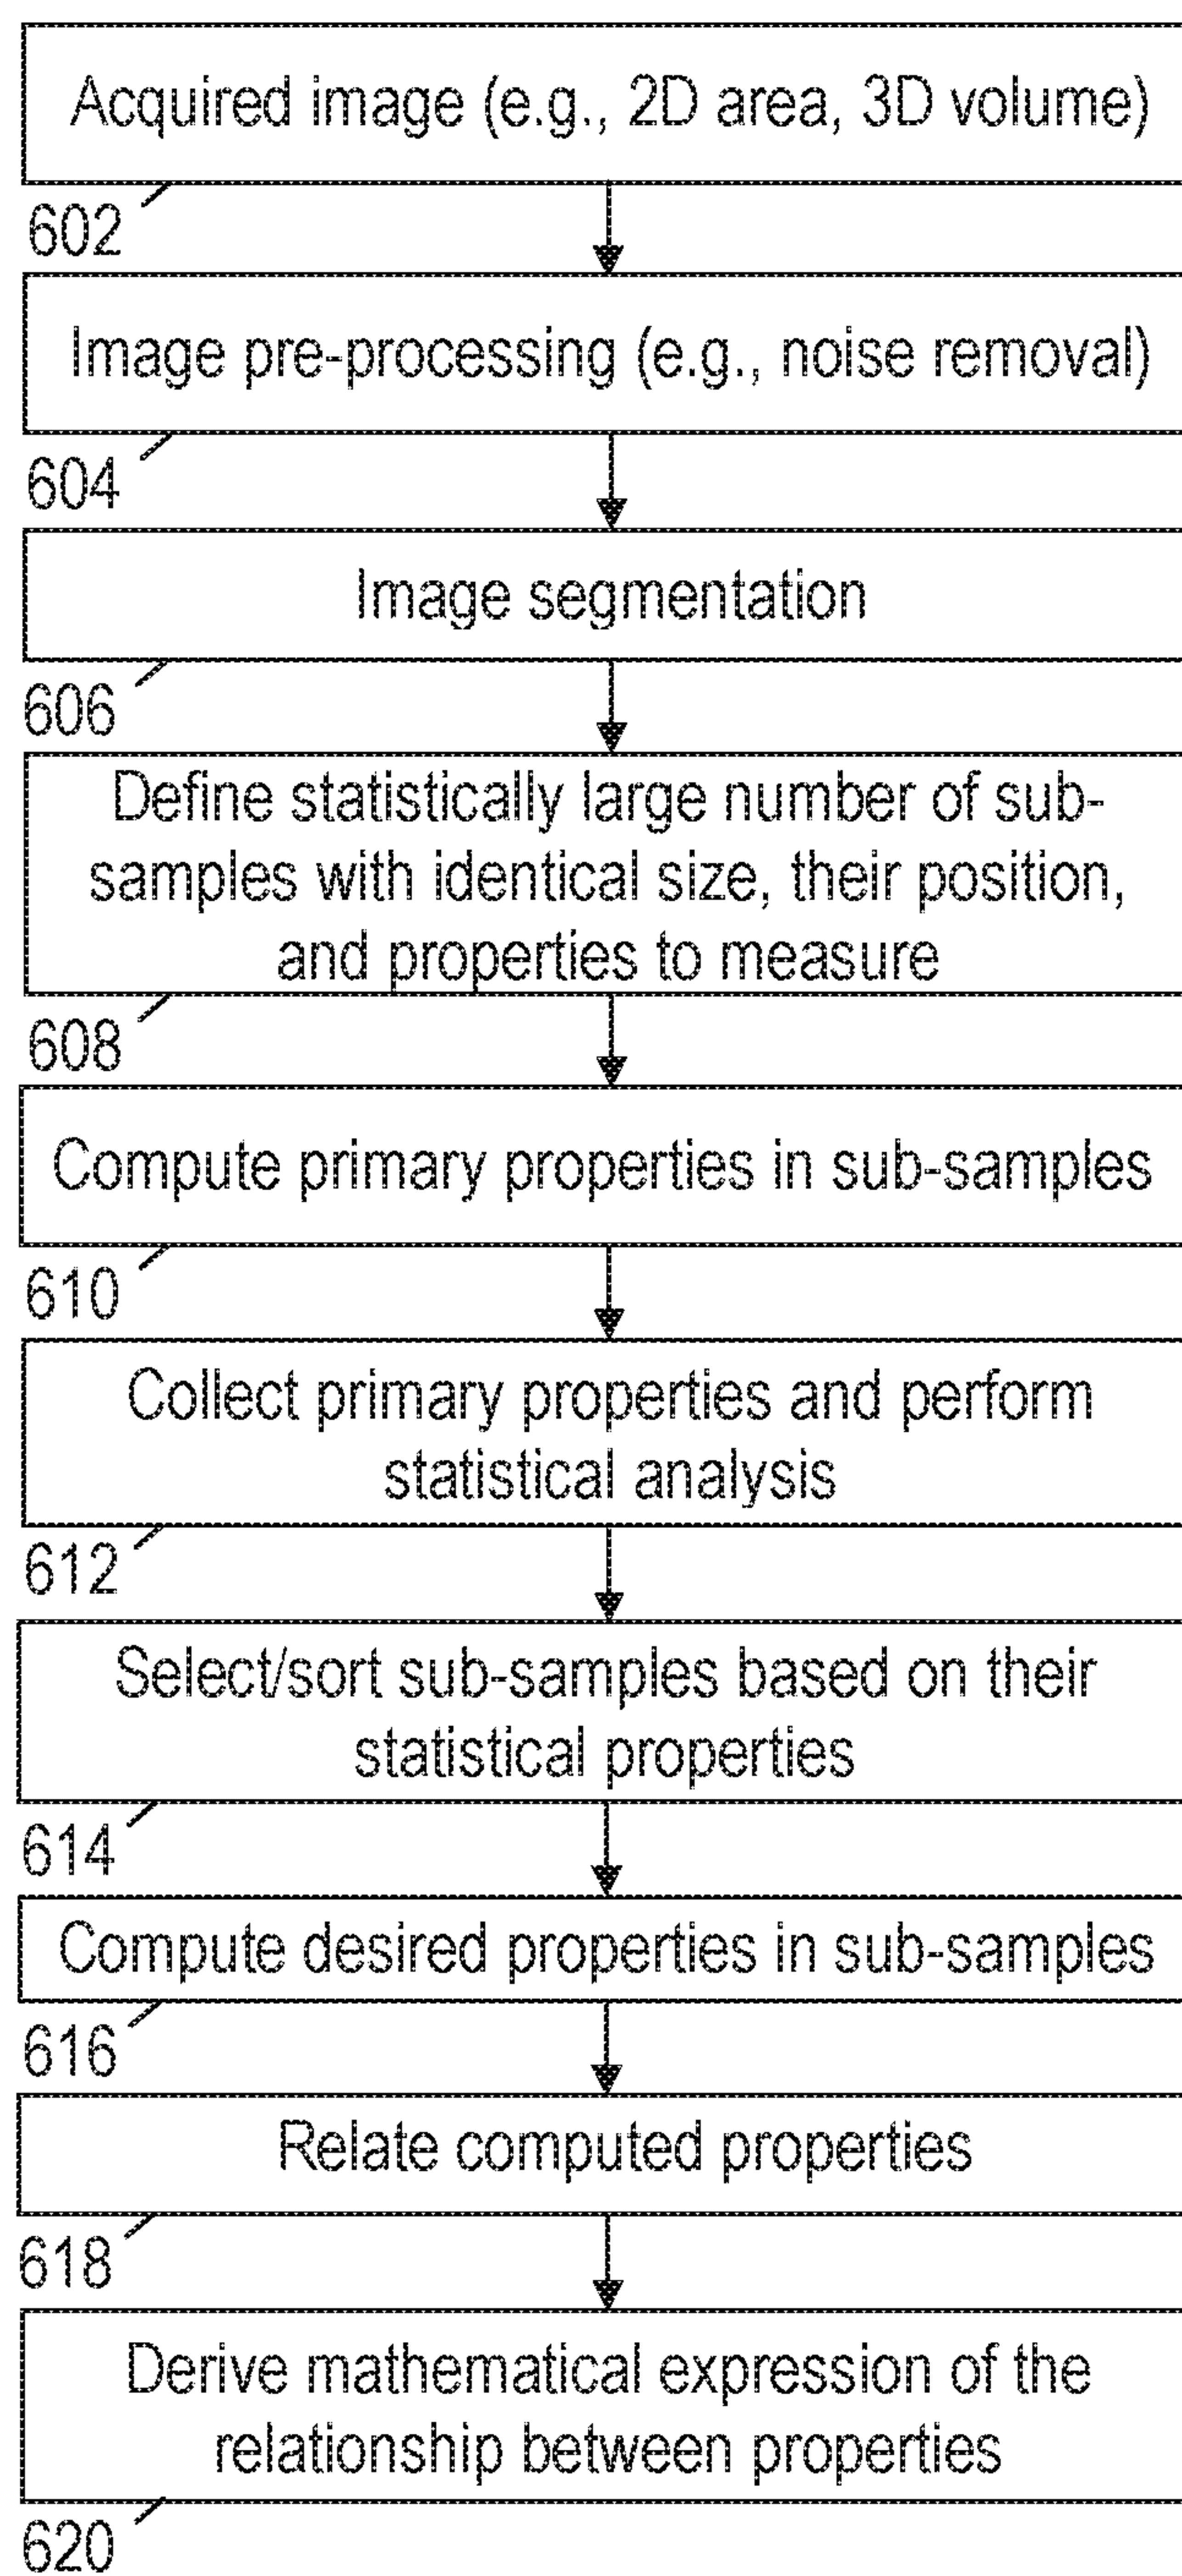 Acquired image (e.g., 2D area, 3D volume)
602
Image pre-processing (e.g., noise removal)
604
Image segmentation
606
Define statistically large number of sub-
samples with identical size, their position,
and properties to measure
608
Compute primary properties in sub-samples
610
Collect primary properties and perform
statistical analysis
612
Select/sort sub-samples based on their
statistical properties
614
Compute desired properties in sub-samples
616
Relate computed properties
618
Derive mathematical expression of the
relationship between properties
620